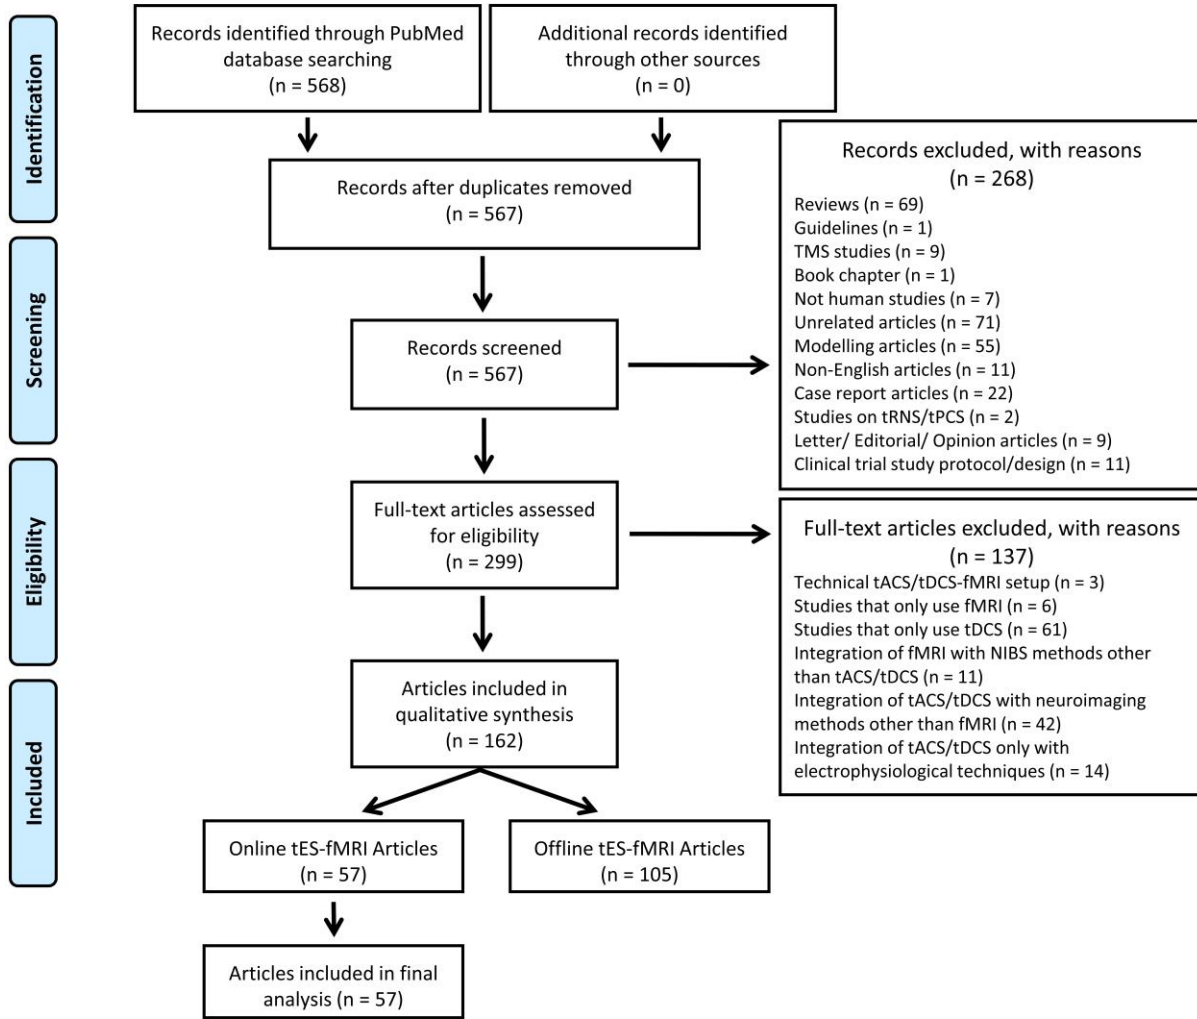 Identification
Screening
Eligibility
Included
Records identified through PubMed
database searching
(n = 568)
Additional records identified
through other sources
(n = 0)
Records after duplicates removed
(n = 567)
Records screened
(n = 567)
Records excluded, with reasons
(n = 268)
Reviews (n = 69)
Guidelines (n = 1)
TMS studies (n = 9)
Book chapter (n = 1)
Not human studies (n = 7)
Unrelated articles (n = 71)
Modelling articles (n = 55)
Non-English articles (n = 11)
Case report articles (n = 22)
Studies on tRNS/tPCS (n = 2)
Letter/ Editorial/ Opinion articles (n = 9)
Clinical trial study protocol/design (n = 11)
Full-text articles assessed
for eligibility
(n = 299)
Full-text articles excluded, with reasons
(n = 137)
Technical tACS/tDCS-fMRI setup (n = 3)
Studies that only use fMRI (n = 6)
Studies that only use tDCS (n = 61)
Integration of fMRI with NIBS methods other
than tACS/tDCS (n = 11)
Integration of tACS/tDCS with neuroimaging
methods other than fMRI (n = 42)
Integration of tACS/tDCS only with
electrophysiological techniques (n = 14)
Articles included in
qualitative synthesis
(n = 162)
Online tES-fMRI Articles
(n = 57)
Offline tES-fMRI Articles
(n = 105)
Articles included in final
analysis (n = 57)